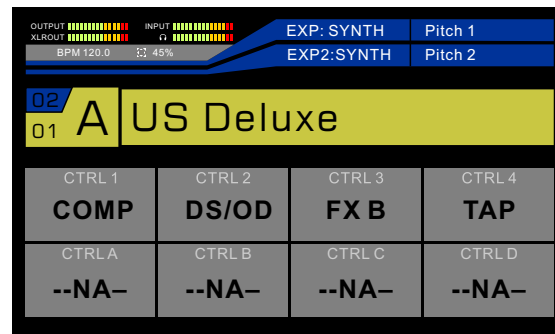 OUTPUT INPUT EXP: SYNTH Pitch 1
XLROUT
BPM 120.0 45% EXP2:SYNTH Pitch 2
02/
01 A US Deluxe
CTRL 1 CTRL 2 CTRL 3 CTRL 4
COMP DS/OD FX B TAP
CTRL A CTRL B CTRL C CTRL D
--NA– --NA– --NA– --NA–